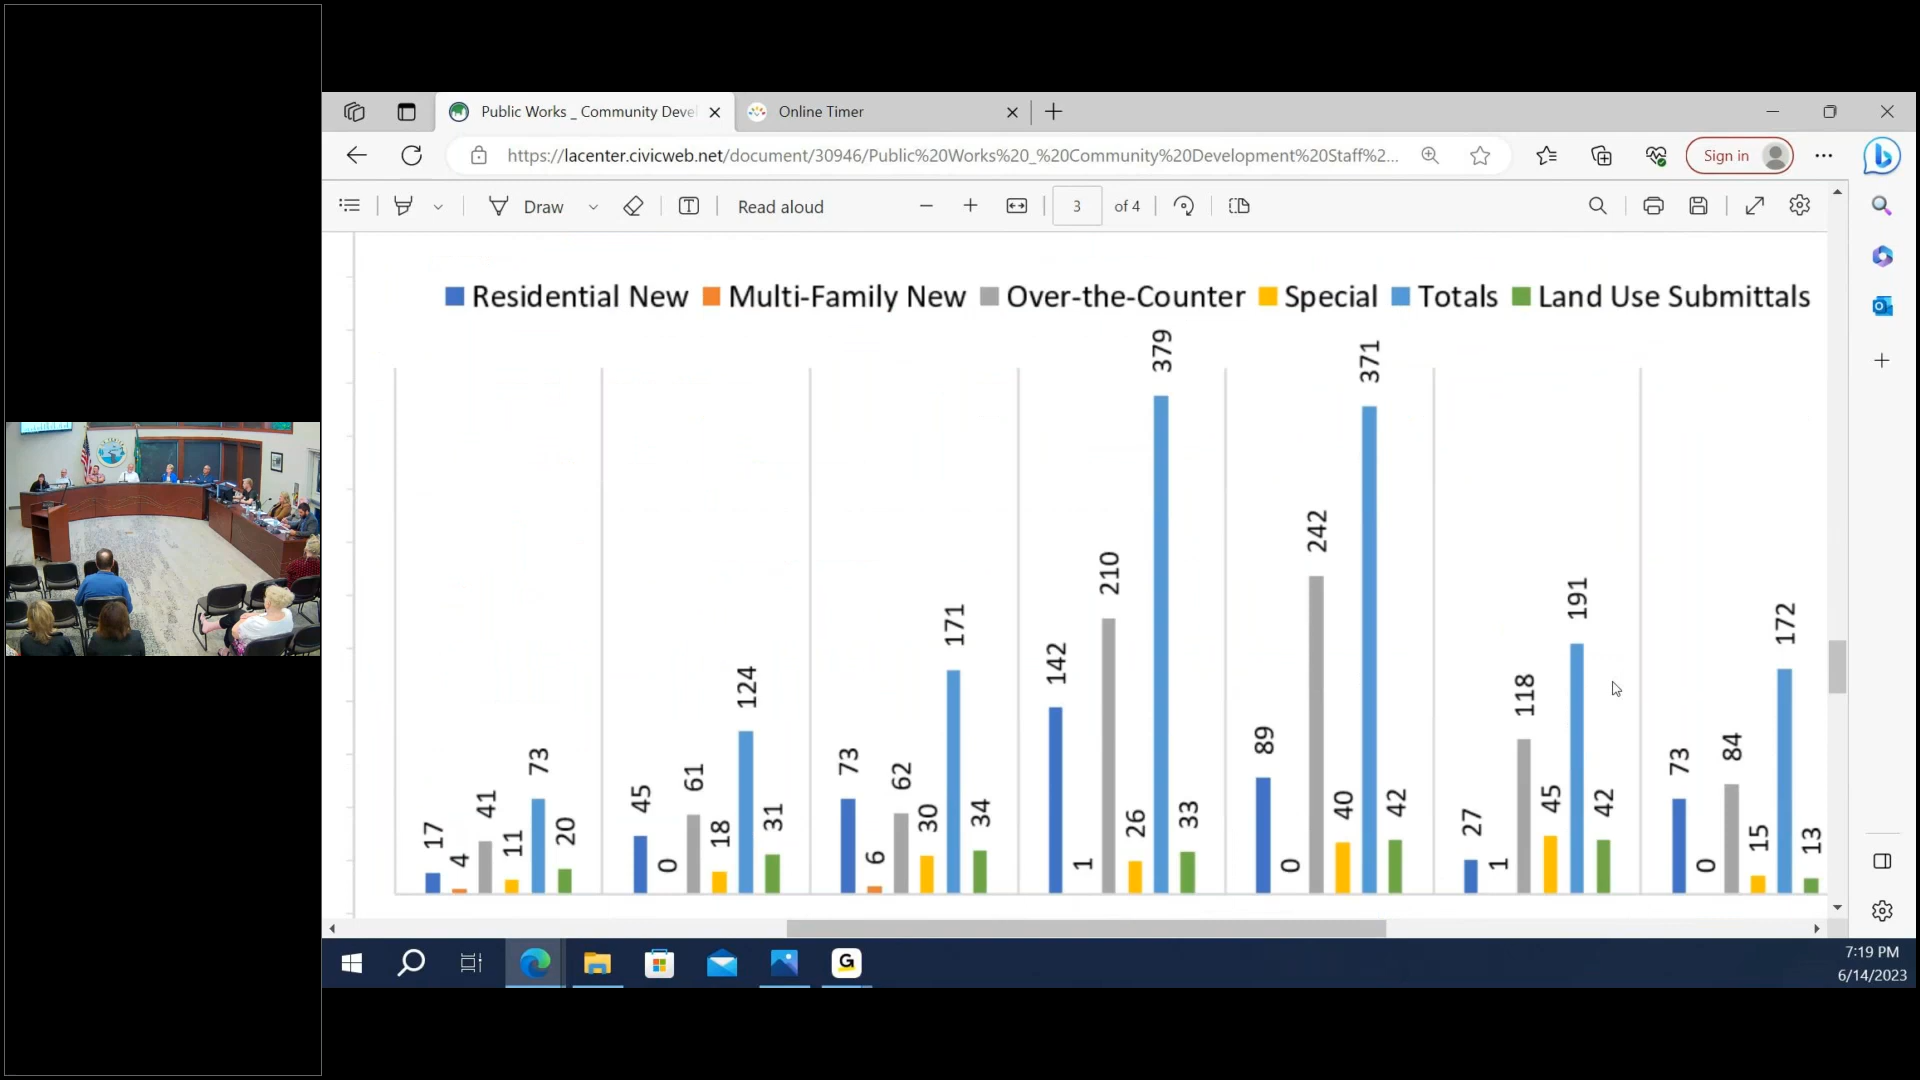 Public Works _ Community Deve
Online Timer
https://lacenter.civicweb.net/document/30946/Public%20Works%20_%20Community%20Development%20Staff%2...
Sign in
Draw
Read aloud
3
of 4
Residential New Multi-Family New Over-the-Counter Special Totals Land Use Submittals
17 4 41 11 73 20
45 0 61 18 124 31
73 6 62 30 171 34
142 1 210 26 379 33
89 0 242 40 371 42
27 1 118 45 191 42
73 0 84 15 172 13
G
7:19 PM
6/14/2023